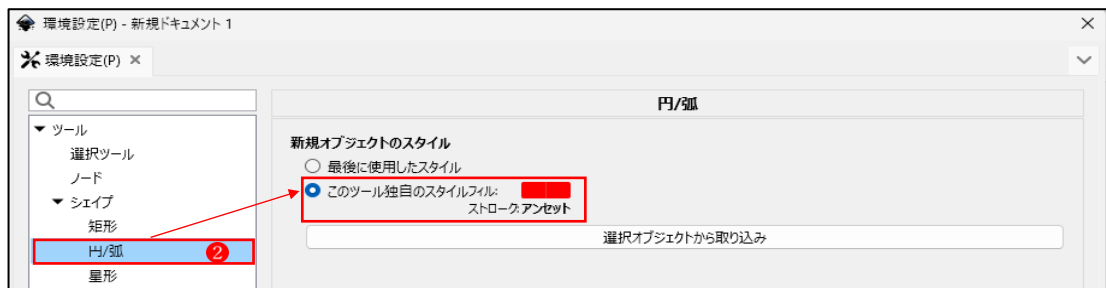 環境設定(P) - 新規ドキュメント 1
環境設定(P)
円/弧
ツール
選択ツール
ノード
シェイプ
矩形
円/弧 2
星形
新規オブジェクトのスタイル
最後に使用したスタイル
このツール独自のスタイルフィル:
ストローク:アンセット
選択オブジェクトから取り込み